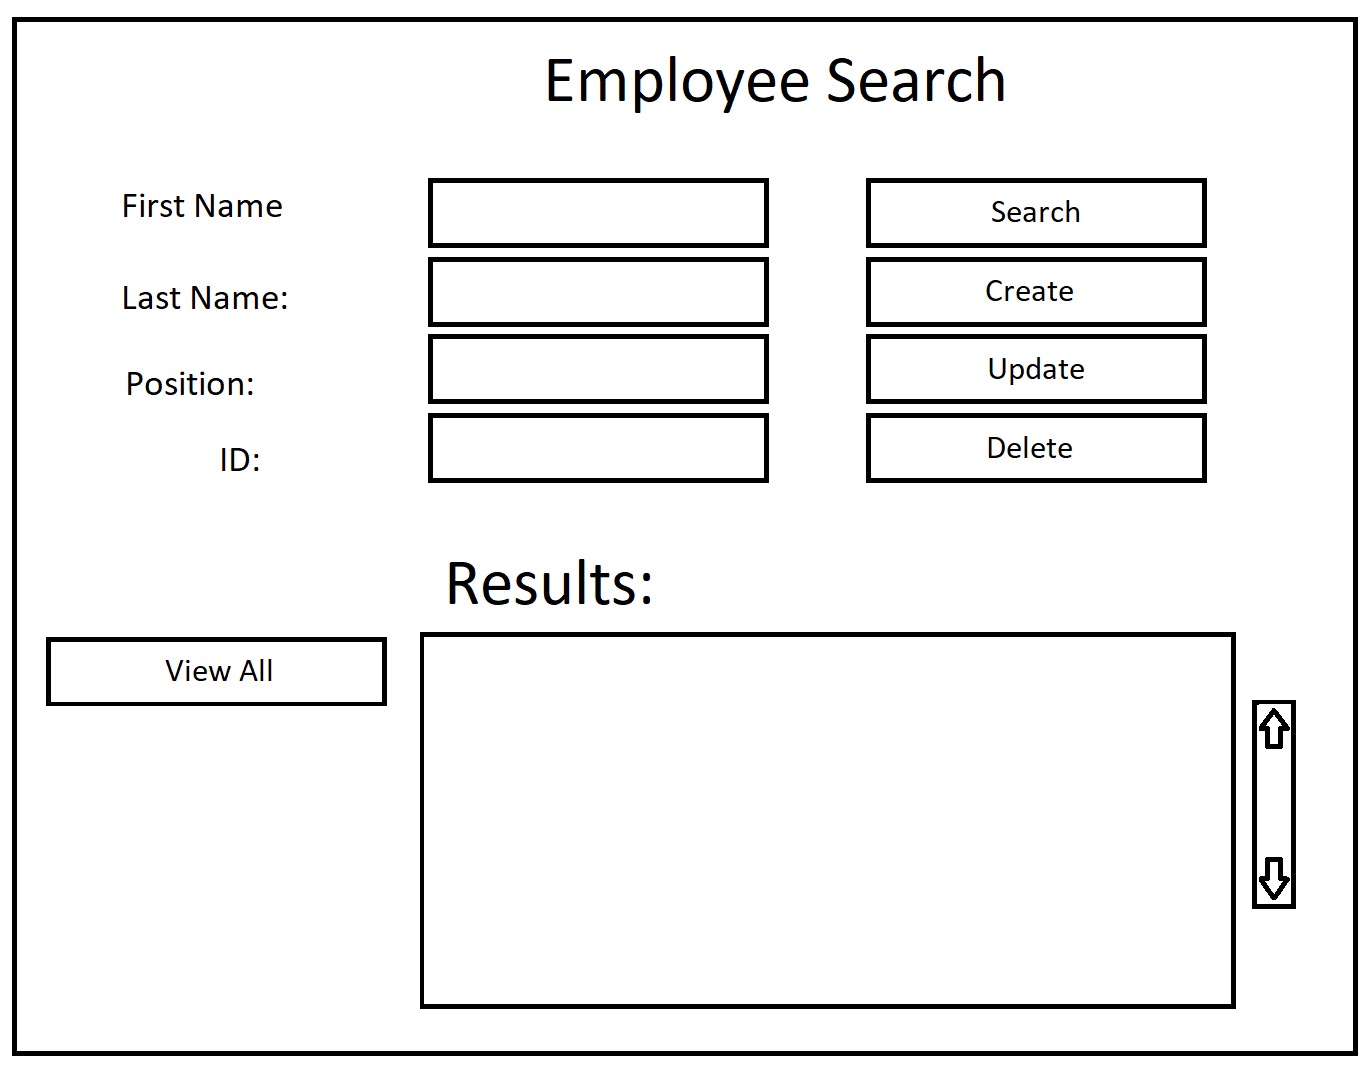 Employee Search
First Name
Search
Last Name:
Create
Position:
Update
ID:
Delete
Results:
View All